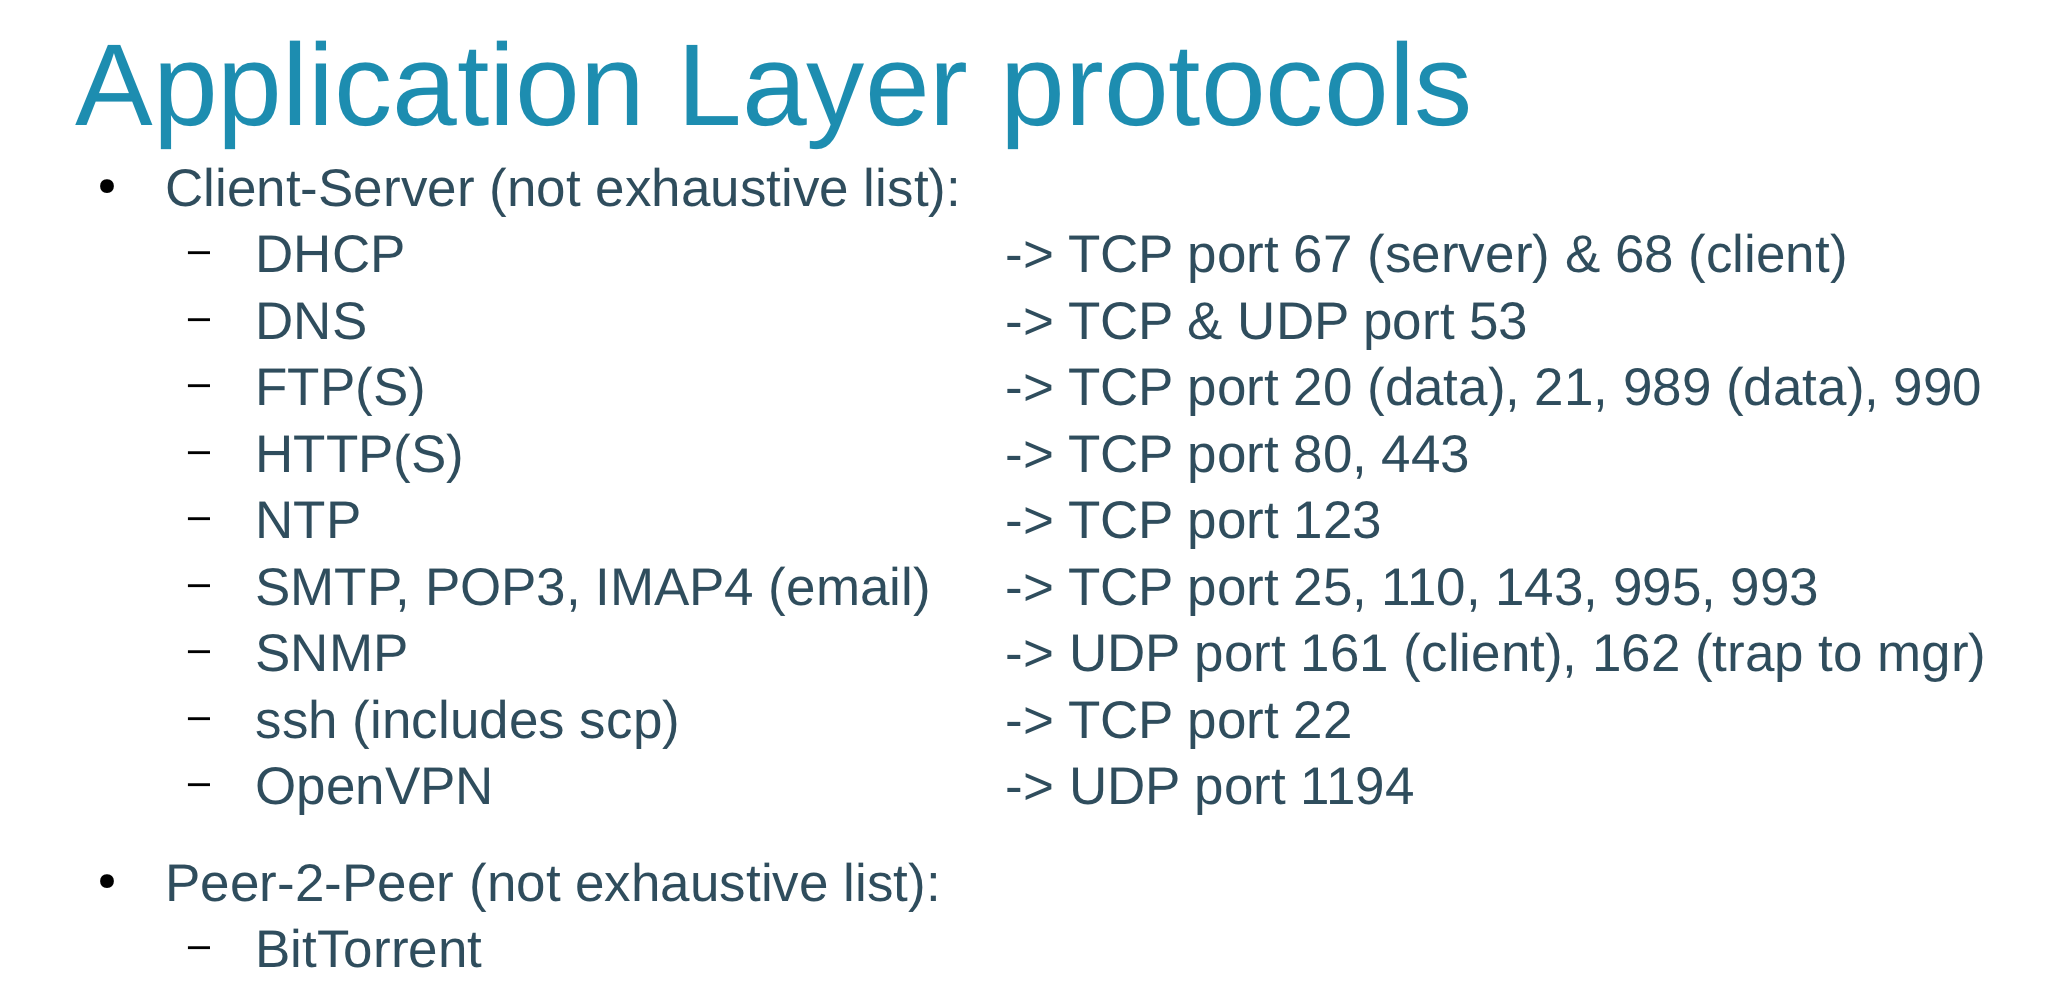 Application Layer protocols
• Client-Server (not exhaustive list):
– DHCP -> TCP port 67 (server) & 68 (client)
– DNS -> TCP & UDP port 53
– FTP(S) -> TCP port 20 (data), 21, 989 (data), 990
– HTTP(S) -> TCP port 80, 443
– NTP -> TCP port 123
– SMTP, POP3, IMAP4 (email) -> TCP port 25, 110, 143, 995, 993
– SNMP -> UDP port 161 (client), 162 (trap to mgr)
– ssh (includes scp) -> TCP port 22
– OpenVPN -> UDP port 1194
• Peer-2-Peer (not exhaustive list):
– BitTorrent